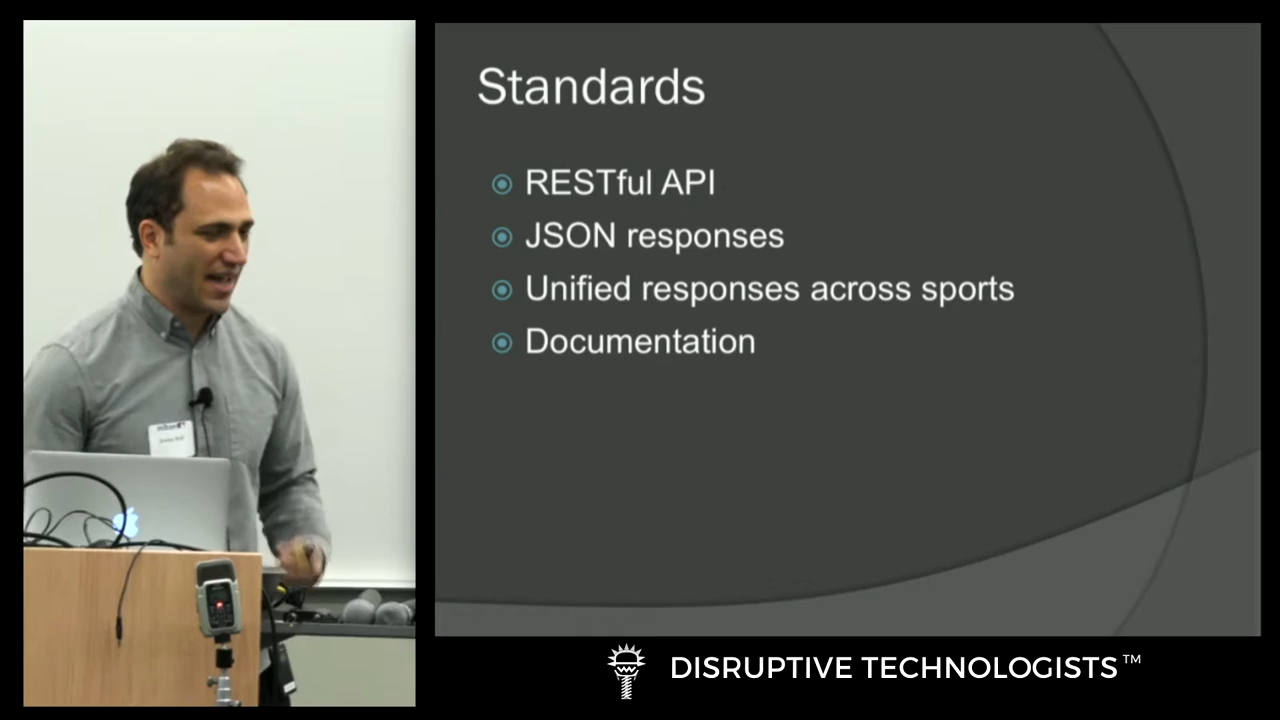 Standards
RESTful API
JSON responses
Unified responses across sports
Documentation
DISRUPTIVE TECHNOLOGISTS™